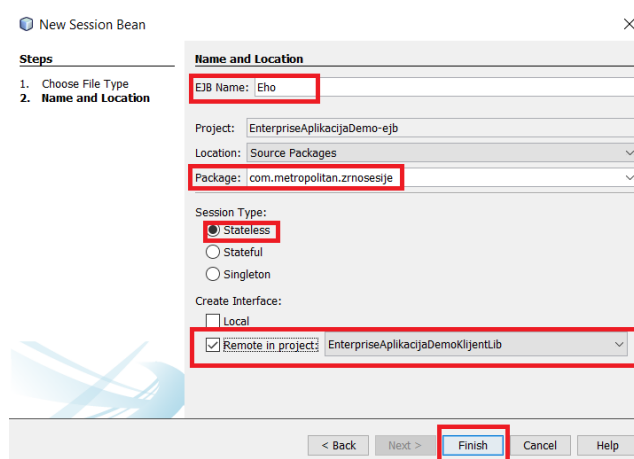 New Session Bean
Steps
1. Choose File Type
2. Name and Location
Name and Location
EJB Name: Eho
Project: EnterpriseAplikacijaDemo-ejb
Location: Source Packages
Package: com.metropolitan.zrnosesije
Session Type:
Stateless
Stateful
Singleton
Create Interface:
Local
Remote in project: EnterpriseAplikacijaDemoKlijentLib
< Back Next > Finish Cancel Help